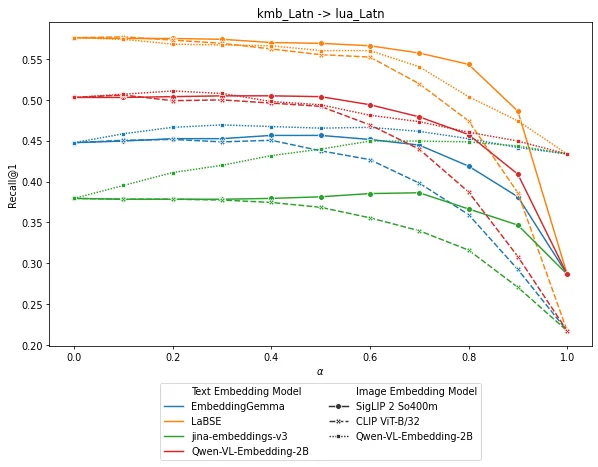 kmb_Latn -> lua_Latn
Recall@1
0.55
0.50
0.45
0.40
0.35
0.30
0.25
0.20
0.0 0.2 0.4 0.6 0.8 1.0
α
Text Embedding Model Image Embedding Model
EmbeddingGemma SigLIP 2 So400m
LaBSE CLIP ViT-B/32
jina-embeddings-v3 Qwen-VL-Embedding-2B
Qwen-VL-Embedding-2B